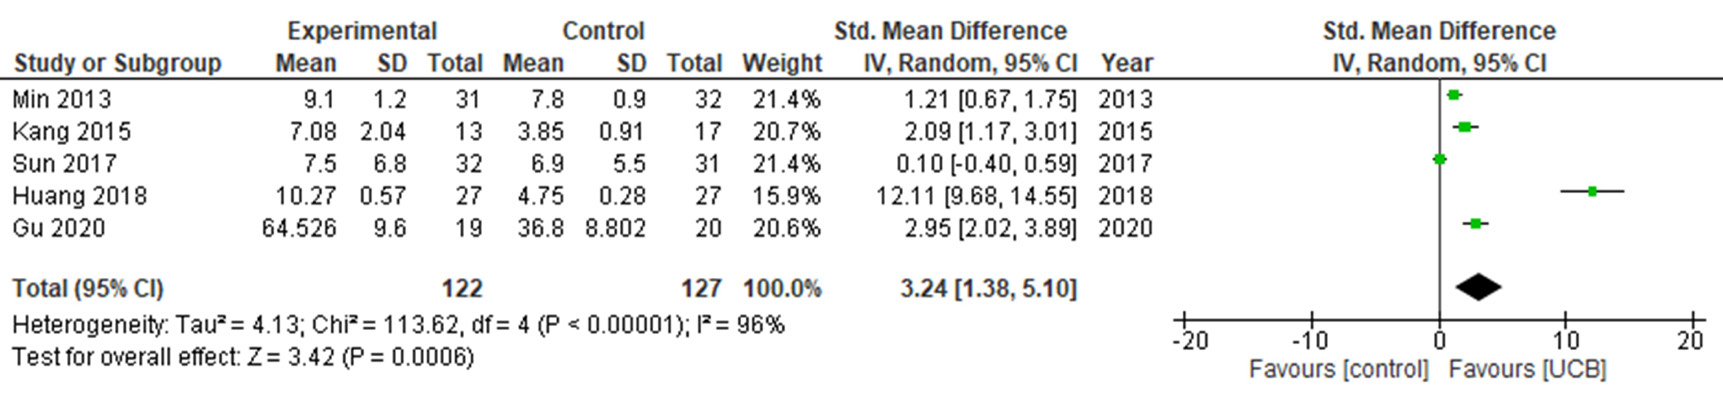 Experimental Control Std. Mean Difference Std. Mean Difference
Study or Subgroup Mean SD Total Mean SD Total Weight IV, Random, 95% CI Year IV, Random, 95% CI
Min 2013 9.1 1.2 31 7.8 0.9 32 21.4% 1.21 [0.67, 1.75] 2013
Kang 2015 7.08 2.04 13 3.85 0.91 17 20.7% 2.09 [1.17, 3.01] 2015
Sun 2017 7.5 6.8 32 6.9 5.5 31 21.4% 0.10 [-0.40, 0.59] 2017
Huang 2018 10.27 0.57 27 4.75 0.28 27 15.9% 12.11 [9.68, 14.55] 2018
Gu 2020 64.526 9.6 19 36.8 8.802 20 20.6% 2.95 [2.02, 3.89] 2020
Total (95% CI) 122 127 100.0% 3.24 [1.38, 5.10]
Heterogeneity: Tau² = 4.13; Chi² = 113.62, df = 4 (P < 0.00001); I² = 96%
Test for overall effect: Z = 3.42 (P = 0.0006)
-20 -10 0 10 20
Favours [control] Favours [UCB]